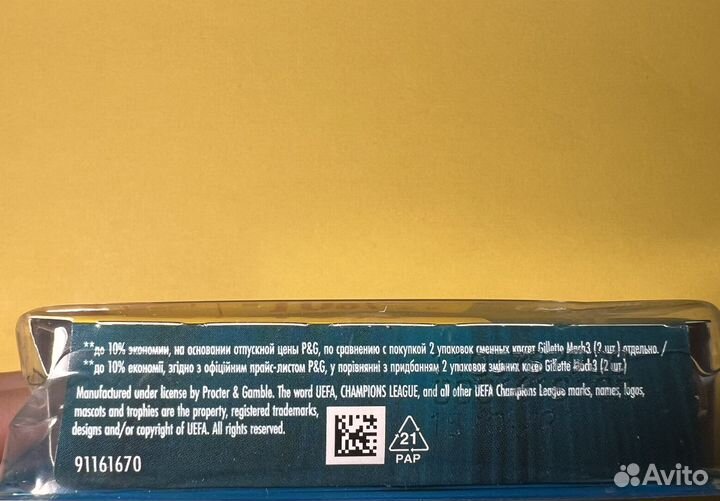 **до 10% экономии, на основании отпускной цены P&G, по сравнению с покупкой 2 упаковок сменных кассет Gillette Mach3 (2 шт.) отдельно. /
**до 10% економії, згідно з офіційним прайс-листом P&G, у порівнянні з придбанням 2 упаковок змінних касет Gillette Mach3 (2 шт.)
Manufactured under license by Procter & Gamble. The word UEFA, CHAMPIONS LEAGUE, and all other UEFA Champions League marks, names, logos,
mascots and trophies are the property, registered trademarks,
designs and/or copyright of UEFA. All rights reserved.
21
PAP
91161670
Avito